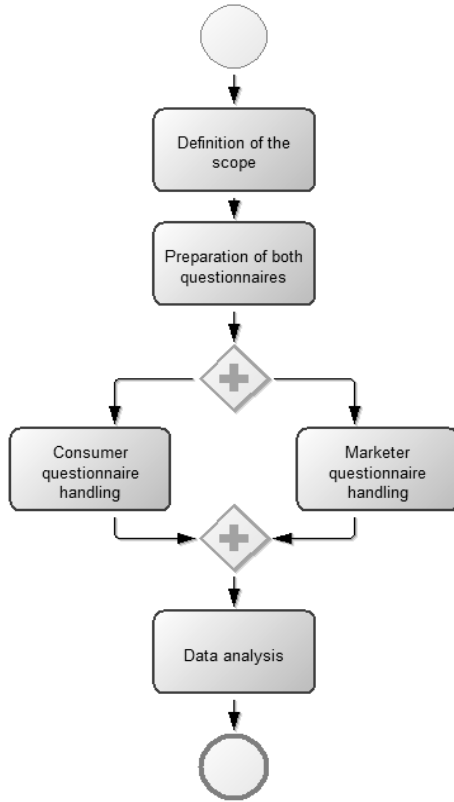 Definition of the
scope
Preparation of both
questionnaires
Consumer
questionnaire
handling
Marketer
questionnaire
handling
Data analysis